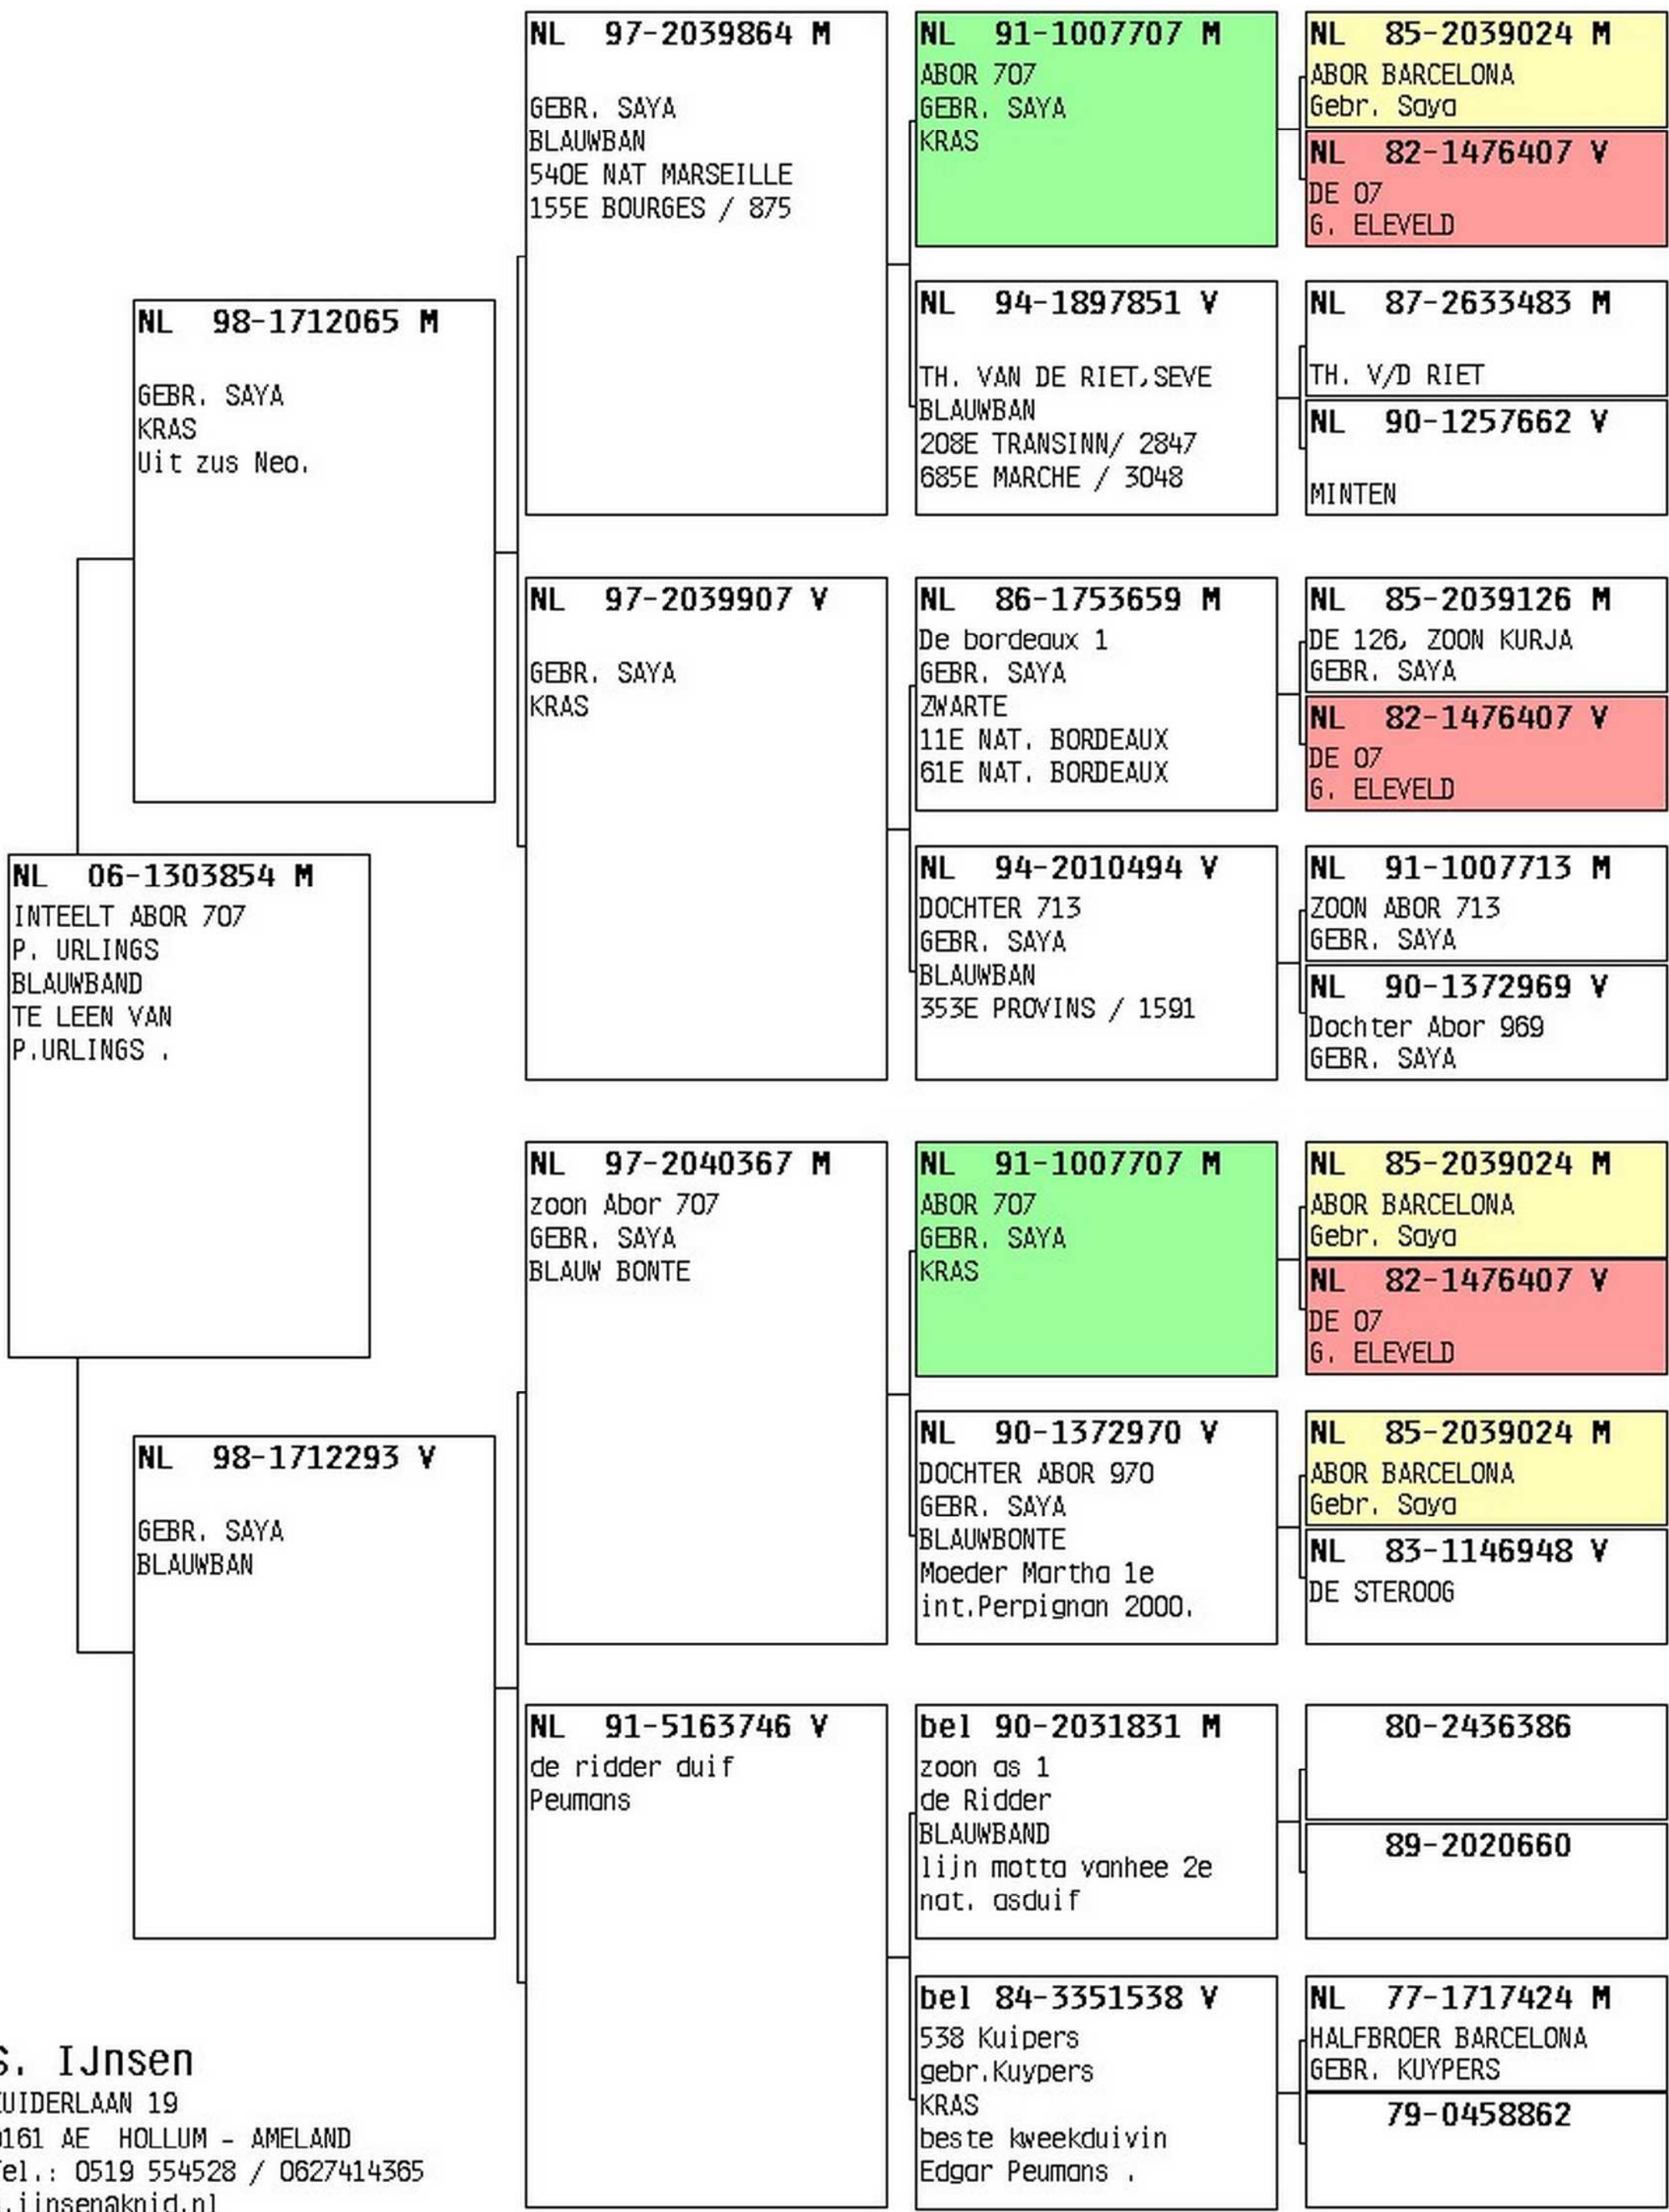 NL 97-2039864 M
GEBR. SAYA
BLAUWBAN
540E NAT MARSEILLE
155E BOURGES / 875
NL 91-1007707 M
ABOR 707
GEBR. SAYA
KRAS
NL 85-2039024 M
ABOR BARCELONA
Gebr. Saya
NL 82-1476407 V
DE 07
G. ELEVELD
NL 94-1897851 V
TH. VAN DE RIET,SEVE
BLAUWBAN
208E TRANSINN/ 2847
685E MARCHE / 3048
NL 87-2633483 M
TH. V/D RIET
NL 90-1257662 V
MINTEN
NL 98-1712065 M
GEBR. SAYA
KRAS
Uit zus Neo.
NL 97-2039907 V
GEBR. SAYA
KRAS
NL 86-1753659 M
De bordeaux 1
GEBR. SAYA
ZWARTE
11E NAT. BORDEAUX
61E NAT. BORDEAUX
NL 85-2039126 M
DE 126, ZOON KURJA
GEBR. SAYA
NL 82-1476407 V
DE 07
G. ELEVELD
NL 94-2010494 V
DOCHTER 713
GEBR. SAYA
BLAUWBAN
353E PROVINS / 1591
NL 91-1007713 M
ZOON ABOR 713
GEBR. SAYA
NL 90-1372969 V
Dochter Abor 969
GEBR. SAYA
NL 06-1303854 M
INTEELT ABOR 707
P. URLINGS
BLAUWBAND
TE LEEN VAN
P.URLINGS .
NL 97-2040367 M
zoon Abor 707
GEBR. SAYA
BLAUW BONTE
NL 91-1007707 M
ABOR 707
GEBR. SAYA
KRAS
NL 85-2039024 M
ABOR BARCELONA
Gebr. Saya
NL 82-1476407 V
DE 07
G. ELEVELD
NL 90-1372970 V
DOCHTER ABOR 970
GEBR. SAYA
BLAUWBONTE
Moeder Martha 1e
int.Perpignan 2000.
NL 85-2039024 M
ABOR BARCELONA
Gebr. Saya
NL 83-1146948 V
DE STEROOG
NL 98-1712293 V
GEBR. SAYA
BLAUWBAN
NL 91-5163746 V
de ridder duif
Peumans
bel 90-2031831 M
zoon as 1
de Ridder
BLAUWBAND
lijn motta vanhee 2e
nat. asduif
80-2436386
89-2020660
bel 84-3351538 V
538 Kuipers
gebr.Kuypers
KRAS
beste kweekduivin
Edgar Peumans .
NL 77-1717424 M
HALFBROER BARCELONA
GEBR. KUYPERS
79-0458862
S. IJnsen
UIDERLAAN 19
161 AE HOLLUM - AMELAND
el.: 0519 554528 / 0627414365
.ijnsen@knid.nl